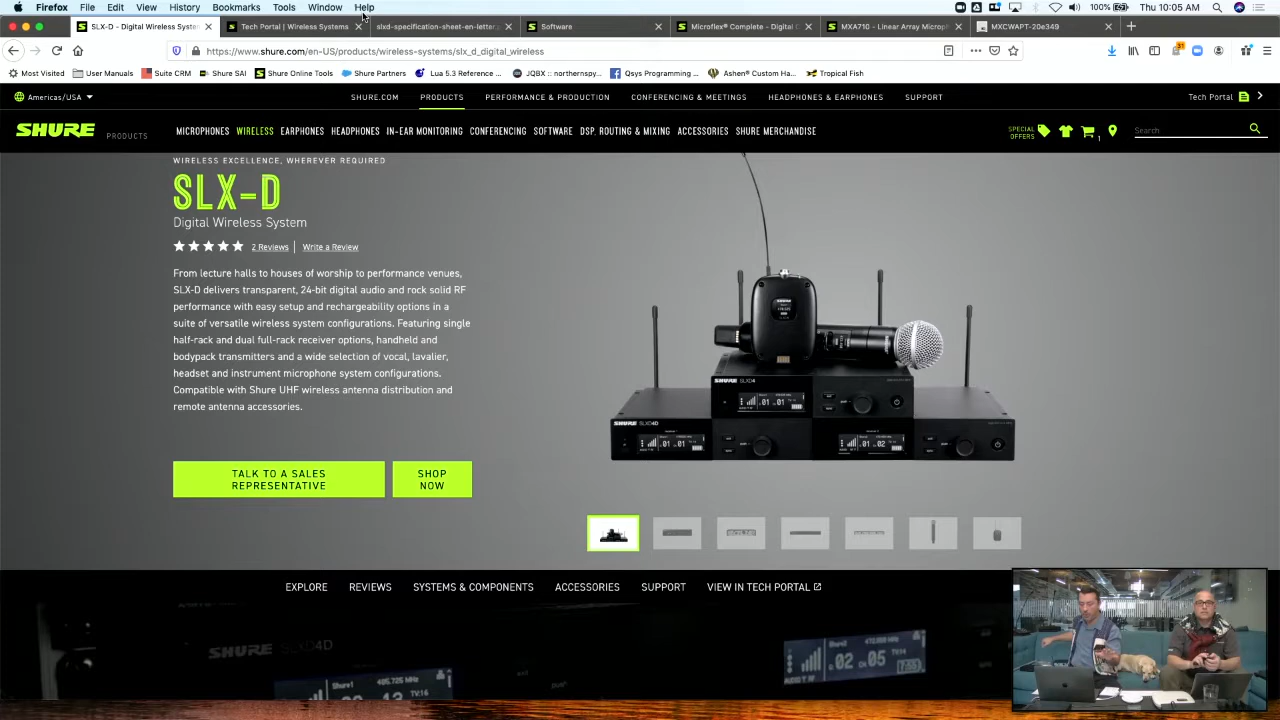 Firefox File Edit View History Bookmarks Tools Window Help
100% Thu 10:05 AM
SLX-D - Digital Wireless Syste
Tech Portal | Wireless Systems
slxd-specification-sheet-en-letter.
Software
Microflex® Complete - Digital C
MXA710 - Linear Array Microph
MXCWAPT-20e349
https://www.shure.com/en-US/products/wireless-systems/slx_d_digital_wireless
Most Visited User Manuals Suite CRM Shure SAI Shure Online Tools Shure Partners Lua 5.3 Reference ... JQBX :: northernspy... Qsys Programming ... Ashen® Custom Ha... Tropical Fish
Americas/USA SHURE.COM PRODUCTS PERFORMANCE & PRODUCTION CONFERENCING & MEETINGS HEADPHONES & EARPHONES SUPPORT Tech Portal
SHURE PRODUCTS MICROPHONES WIRELESS EARPHONES HEADPHONES IN-EAR MONITORING CONFERENCING SOFTWARE DSP, ROUTING & MIXING ACCESSORIES SHURE MERCHANDISE
SPECIAL
OFFERS
1
Search
WIRELESS EXCELLENCE, WHEREVER REQUIRED
SLX-D
Digital Wireless System
2 Reviews | Write a Review
From lecture halls to houses of worship to performance venues,
SLX-D delivers transparent, 24-bit digital audio and rock solid RF
performance with easy setup and rechargeability options in a
suite of versatile wireless system configurations. Featuring single
half-rack and dual full-rack receiver options, handheld and
bodypack transmitters and a wide selection of vocal, lavalier,
headset and instrument microphone system configurations.
Compatible with Shure UHF wireless antenna distribution and
remote antenna accessories.
TALK TO A SALES
REPRESENTATIVE
SHOP
NOW
SHURE SLXD4
SHURE SLXD4D
EXPLORE REVIEWS SYSTEMS & COMPONENTS ACCESSORIES SUPPORT VIEW IN TECH PORTAL
SHURE SLXD4D